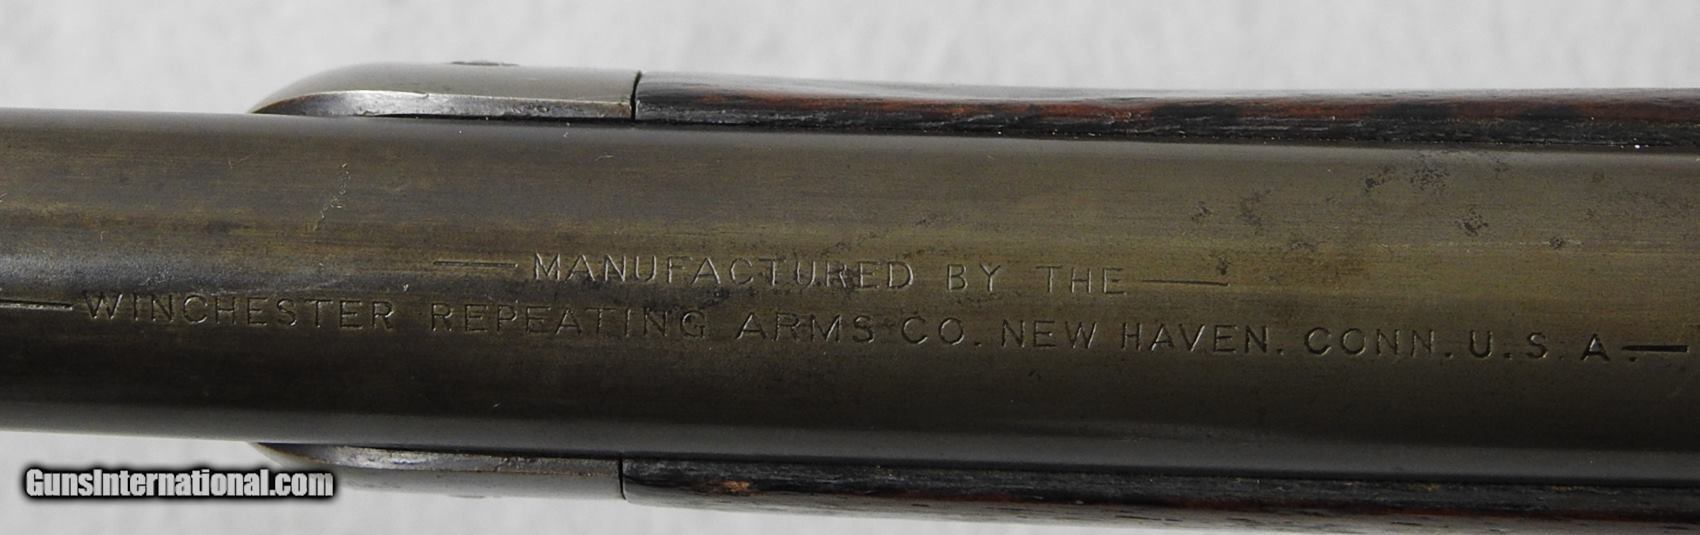 — MANUFACTURED BY THE —
— WINCHESTER REPEATING ARMS CO. NEW HAVEN. CONN. U.S.A. —
GunsInternational.com